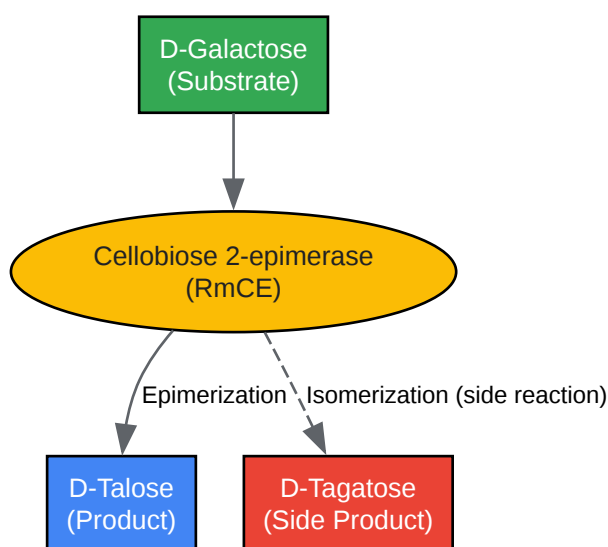 D-Galactose
(Substrate)
Cellobiose 2-epimerase
(RmCE)
Epimerization
Isomerization (side reaction)
D-Talose
(Product)
D-Tagatose
(Side Product)